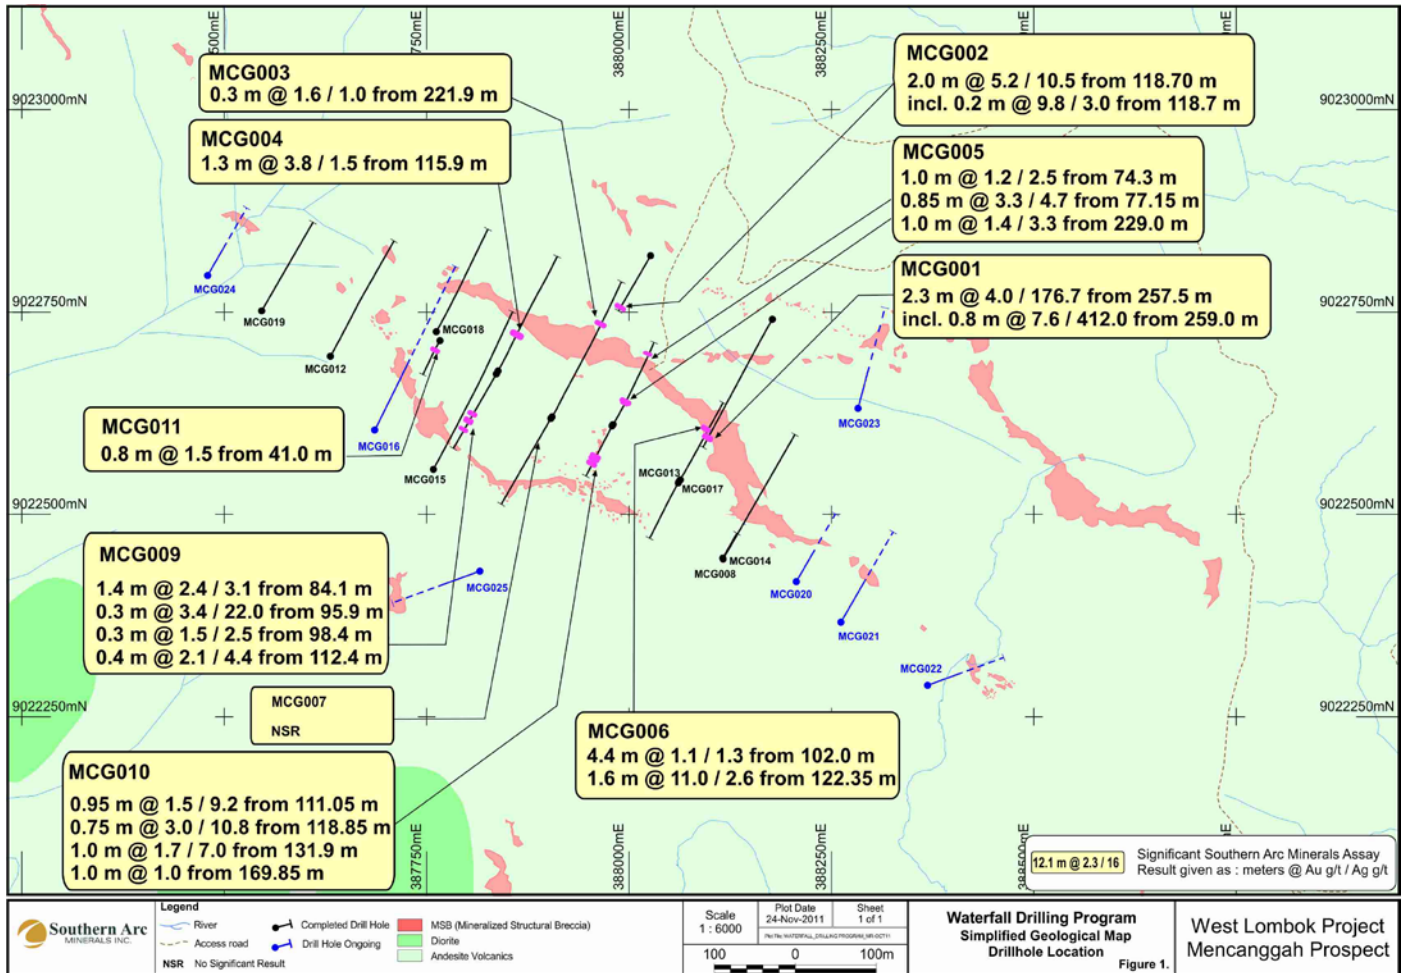 500mE
750mE
388000mE
388250mE
9023000mN
9023000mN
MCG003
0.3 m @ 1.6 / 1.0 from 221.9 m
MCG004
1.3 m @ 3.8 / 1.5 from 115.9 m
MCG002
2.0 m @ 5.2 / 10.5 from 118.70 m
incl. 0.2 m @ 9.8 / 3.0 from 118.7 m
MCG005
1.0 m @ 1.2 / 2.5 from 74.3 m
0.85 m @ 3.3 / 4.7 from 77.15 m
1.0 m @ 1.4 / 3.3 from 229.0 m
MCG001
2.3 m @ 4.0 / 176.7 from 257.5 m
incl. 0.8 m @ 7.6 / 412.0 from 259.0 m
9022750mN
9022750mN
MCG024
MCG019
MCG018
MCG012
MCG016
MCG015
MCG023
MCG013
MCG017
MCG011
0.8 m @ 1.5 from 41.0 m
9022500mN
9022500mN
MCG014
MCG008
MCG020
MCG025
MCG021
MCG022
MCG009
1.4 m @ 2.4 / 3.1 from 84.1 m
0.3 m @ 3.4 / 22.0 from 95.9 m
0.3 m @ 1.5 / 2.5 from 98.4 m
0.4 m @ 2.1 / 4.4 from 112.4 m
MCG007
NSR
9022250mN
9022250mN
MCG006
4.4 m @ 1.1 / 1.3 from 102.0 m
1.6 m @ 11.0 / 2.6 from 122.35 m
MCG010
0.95 m @ 1.5 / 9.2 from 111.05 m
0.75 m @ 3.0 / 10.8 from 118.85 m
1.0 m @ 1.7 / 7.0 from 131.9 m
1.0 m @ 1.0 from 169.85 m
387750mE
388000mE
388250mE
388500mE
12.1 m @ 2.3 / 16
Significant Southern Arc Minerals Assay
Result given as : meters @ Au g/t / Ag g/t
Southern Arc
MINERALS INC.
Legend
River
Access road
NSR No Significant Result
Completed Drill Hole
Drill Hole Ongoing
MSB (Mineralized Structural Breccia)
Diorite
Andesite Volcanics
Scale
1 : 6000
Plot Date
24-Nov-2011
Sheet
1 of 1
100 0 100m
Waterfall Drilling Program
Simplified Geological Map
Drillhole Location
Figure 1.
West Lombok Project
Mencanggah Prospect